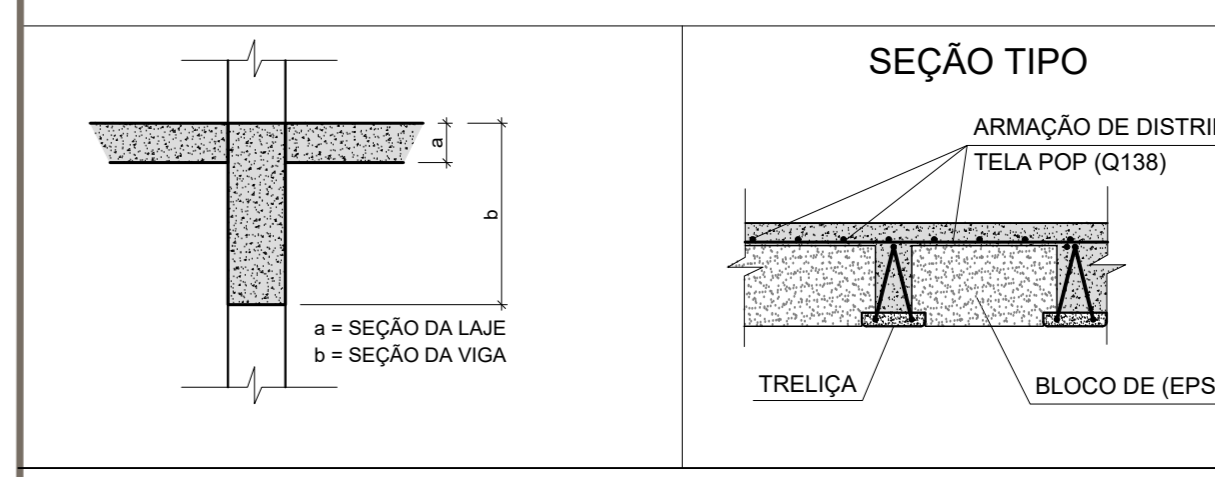 a
b
a = SEÇÃO DA LAJE
b = SEÇÃO DA VIGA
SEÇÃO TIPO
ARMAÇÃO DE DISTRI
TELA POP (Q138)
TRELIÇA
BLOCO DE (EPS